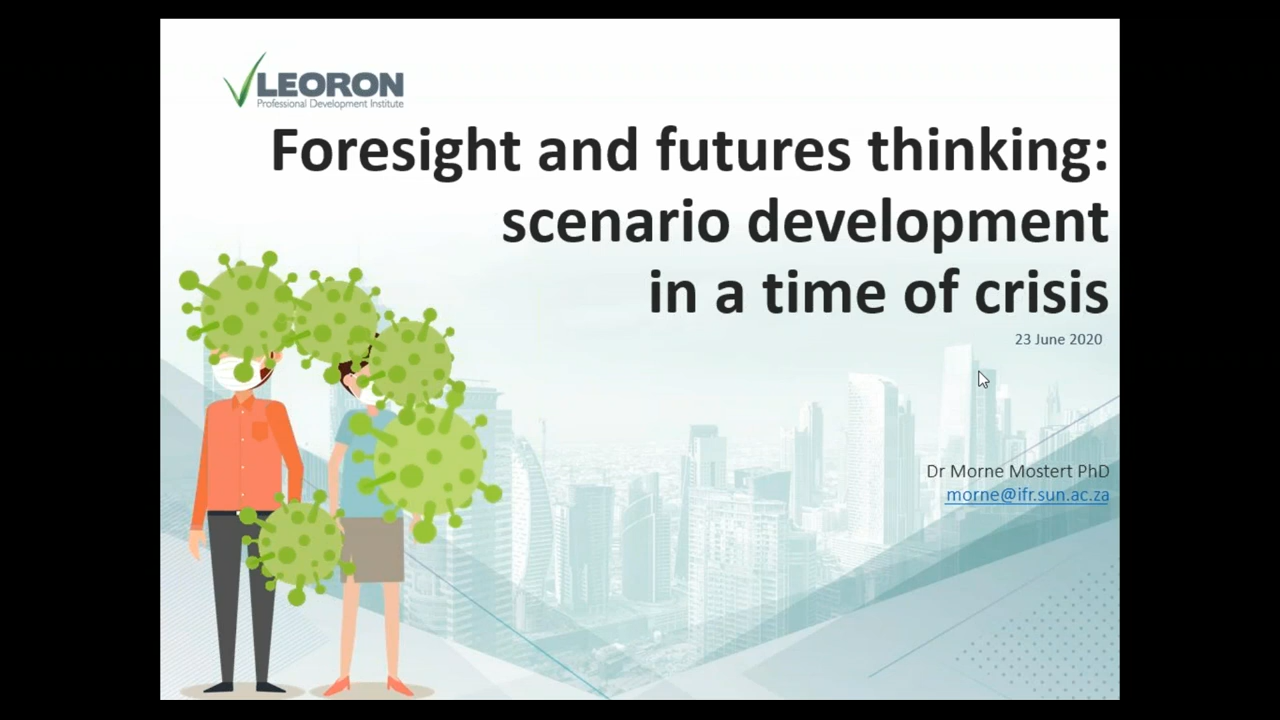 LEORON
Professional Development Institute
Foresight and futures thinking:
scenario development
in a time of crisis
23 June 2020
Dr Morne Mostert PhD
morne@ifr.sun.ac.za